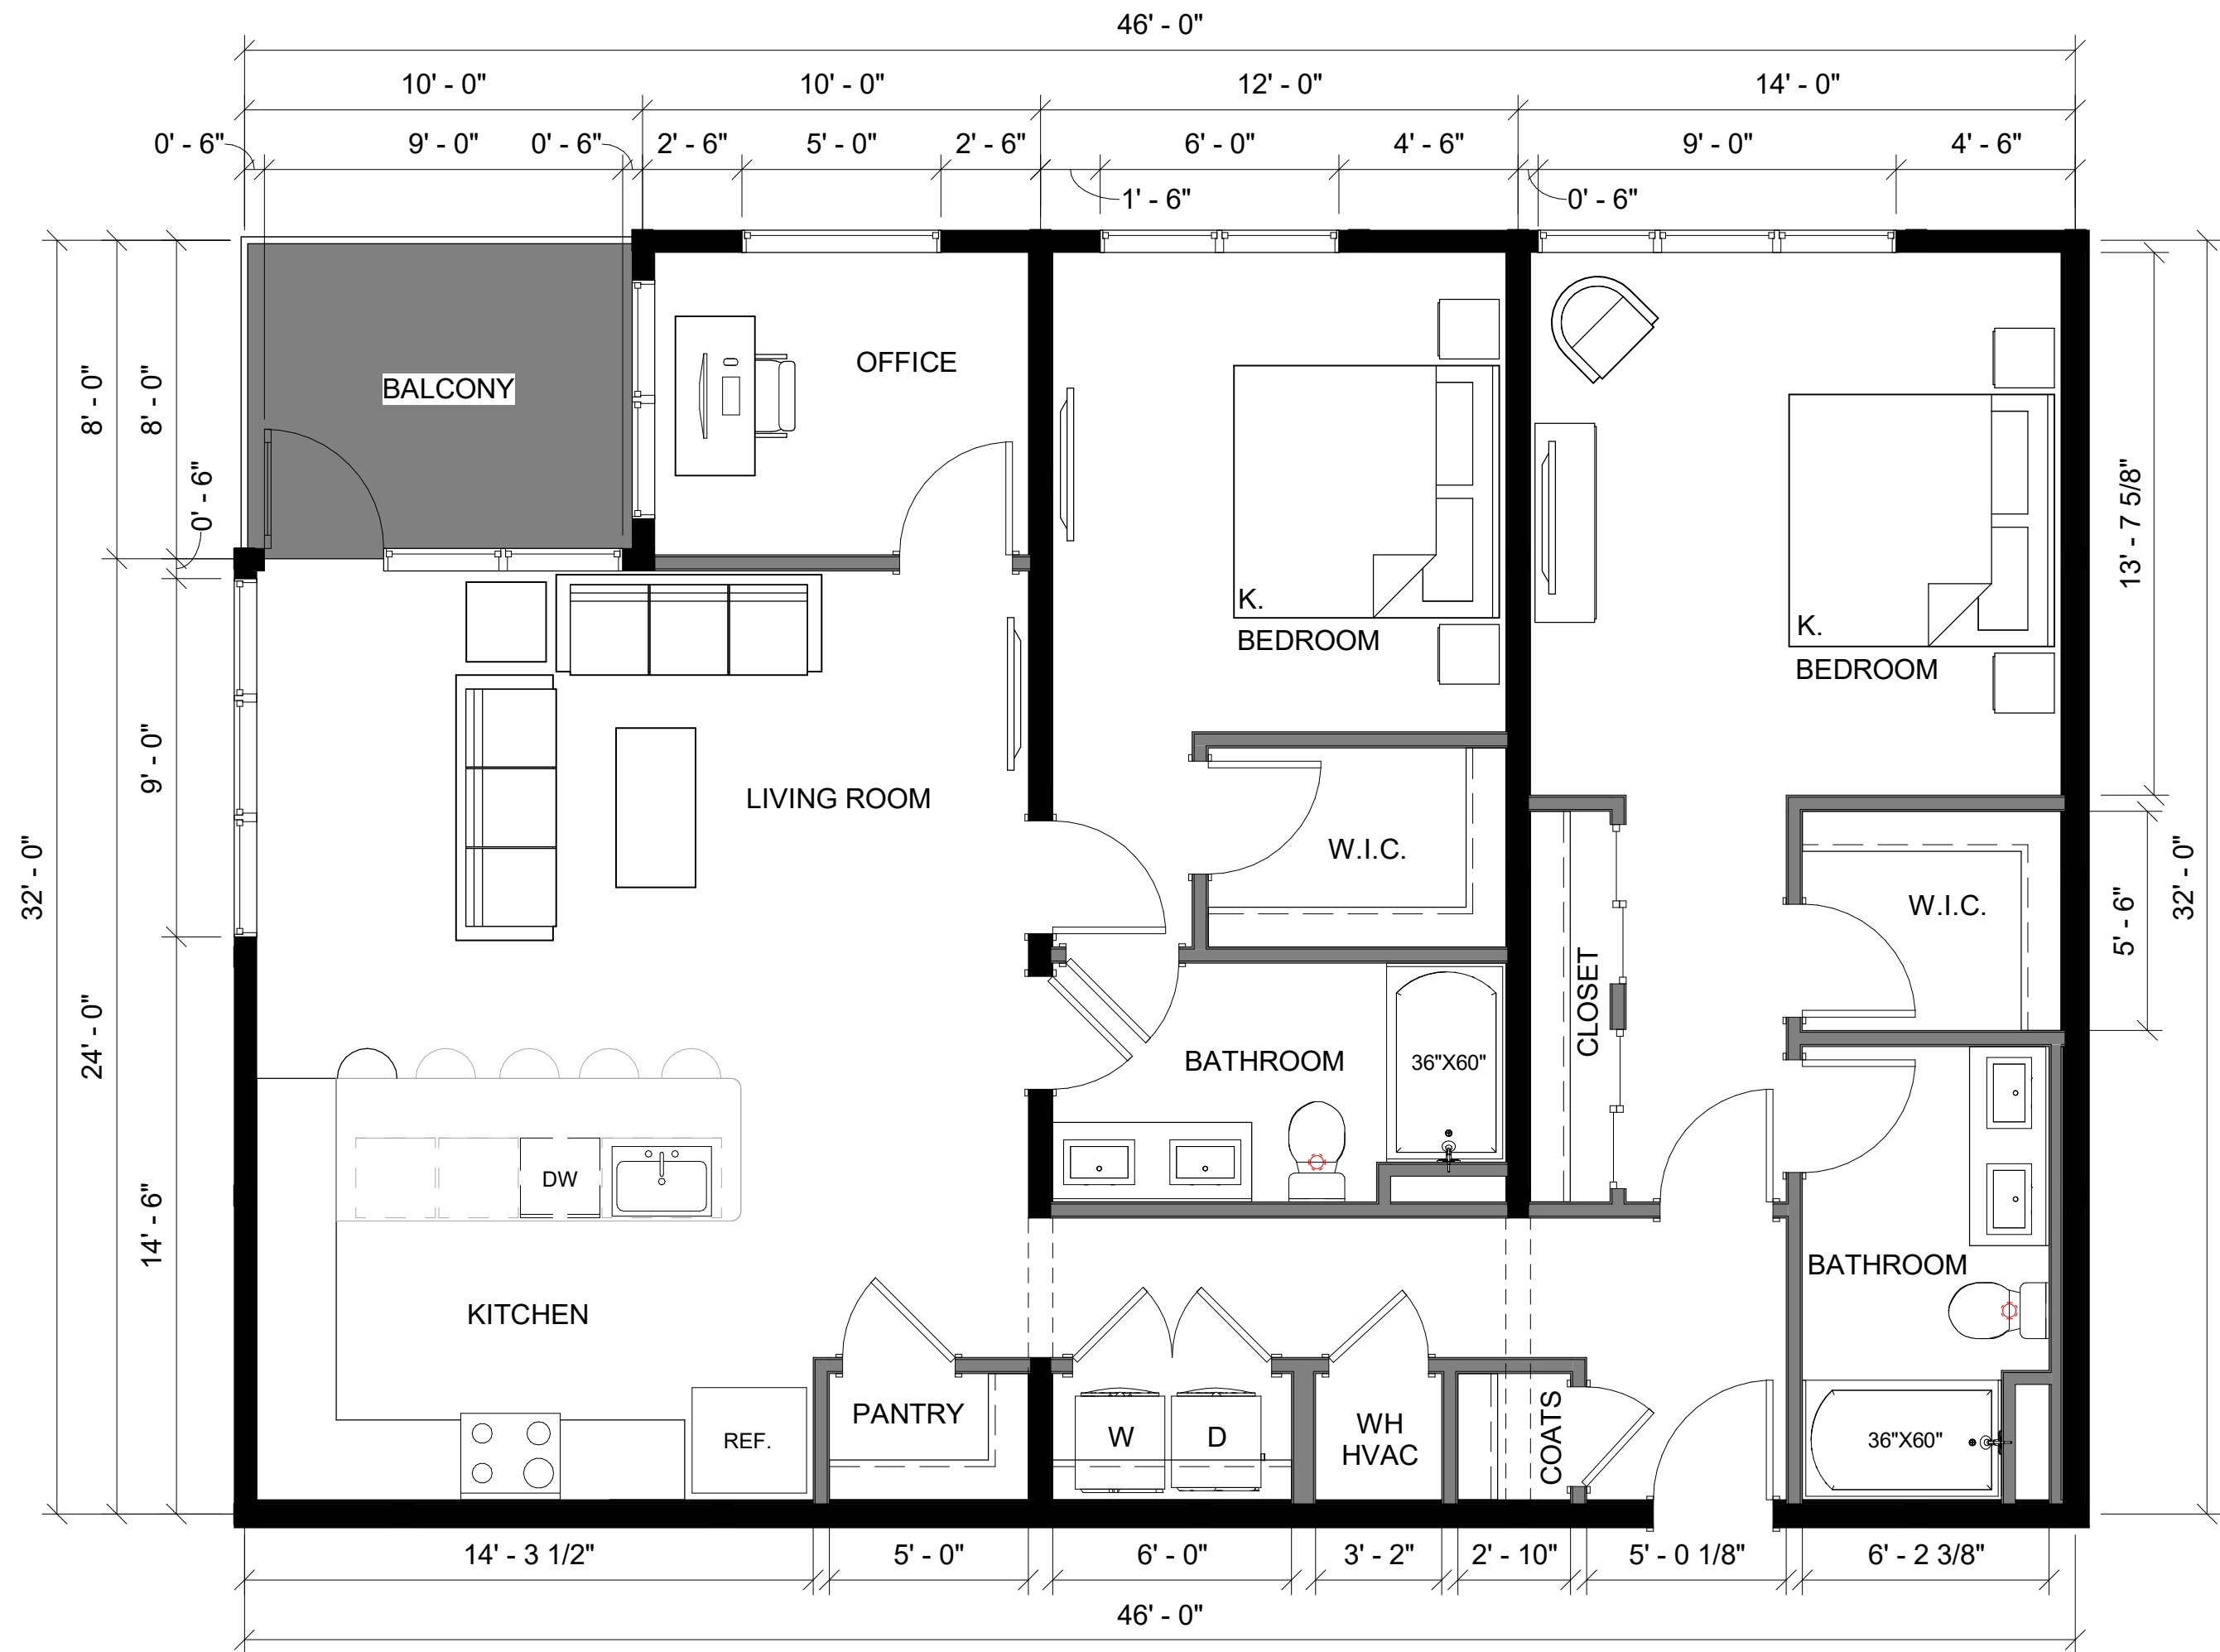 46' - 0"
10' - 0"
10' - 0"
12' - 0"
14' - 0"
0' - 6"
9' - 0"
0' - 6"
2' - 6"
5' - 0"
2' - 6"
6' - 0"
4' - 6"
9' - 0"
4' - 6"
1' - 6"
0' - 6"
8' - 0"
8' - 0"
0' - 6"
BALCONY
OFFICE
K.
BEDROOM
K.
BEDROOM
13' - 7 5/8"
32' - 0"
9' - 0"
LIVING ROOM
W.I.C.
W.I.C.
5' - 6"
32' - 0"
24' - 0"
CLOSET
BATHROOM
36"X60"
14' - 6"
DW
KITCHEN
BATHROOM
PANTRY
REF.
W
D
WH
HVAC
COATS
36"X60"
14' - 3 1/2"
5' - 0"
6' - 0"
3' - 2"
2' - 10"
5' - 0 1/8"
6' - 2 3/8"
46' - 0"